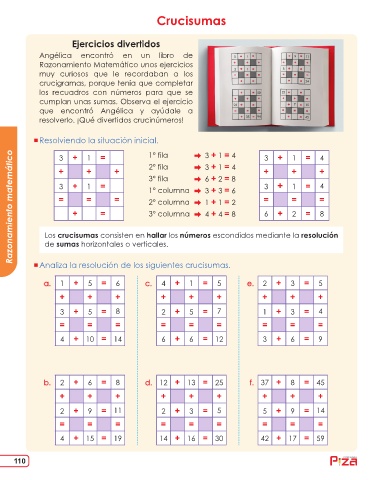 Crucisumas
Ejercicios divertidos
Angélica encontró en un libro de
Razonamiento Matemático unos ejercicios
muy curiosos que le recordaban a los
crucigramas, porque tenía que completar
los recuadros con números para que se
cumplan unas sumas. Observa el ejercicio
que encontró Angélica y ayúdale a
resolverlo. ¡Qué divertidos crucinúmeros!
Razonamiento matemático
Resolviendo la situación inicial.
3 + 1 =
+ + +
3 + 1 =
= = =
+ =
1° fila → 3 + 1 = 4
2° fila → 3 + 1 = 4
3° fila → 6 + 2 = 8
1° columna → 3 + 3 = 6
2° columna → 1 + 1 = 2
3° columna → 4 + 4 = 8
3 + 1 = 4
+ + +
3 + 1 = 4
= = =
6 + 2 = 8
Los crucisumas consisten en hallar los números escondidos mediante la resolución
de sumas horizontales o verticales.
Analiza la resolución de los siguientes crucisumas.
a. 1 + 5 = 6
+ + +
3 + 5 = 8
= = =
4 + 10 = 14
c. 4 + 1 = 5
+ + +
2 + 5 = 7
= = =
6 + 6 = 12
e. 2 + 3 = 5
+ + +
1 + 3 = 4
= = =
3 + 6 = 9
b. 2 + 6 = 8
+ + +
2 + 9 = 11
= = =
4 + 15 = 19
d. 12 + 13 = 25
+ + +
2 + 3 = 5
= = =
14 + 16 = 30
f. 37 + 8 = 45
+ + +
5 + 9 = 14
= = =
42 + 17 = 59
110